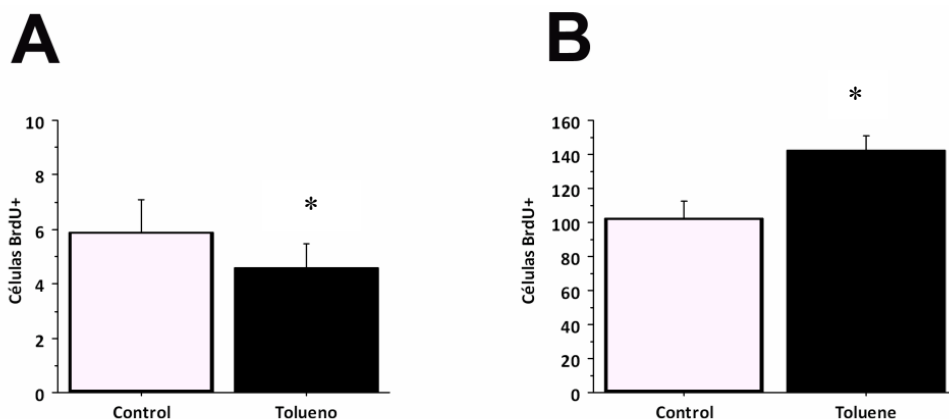 A
B
*
*
10
8
6
4
2
0
Células BrdU+
Control
Tolueno
160
140
120
100
80
60
40
20
0
Células BrdU+
Control
Toluene